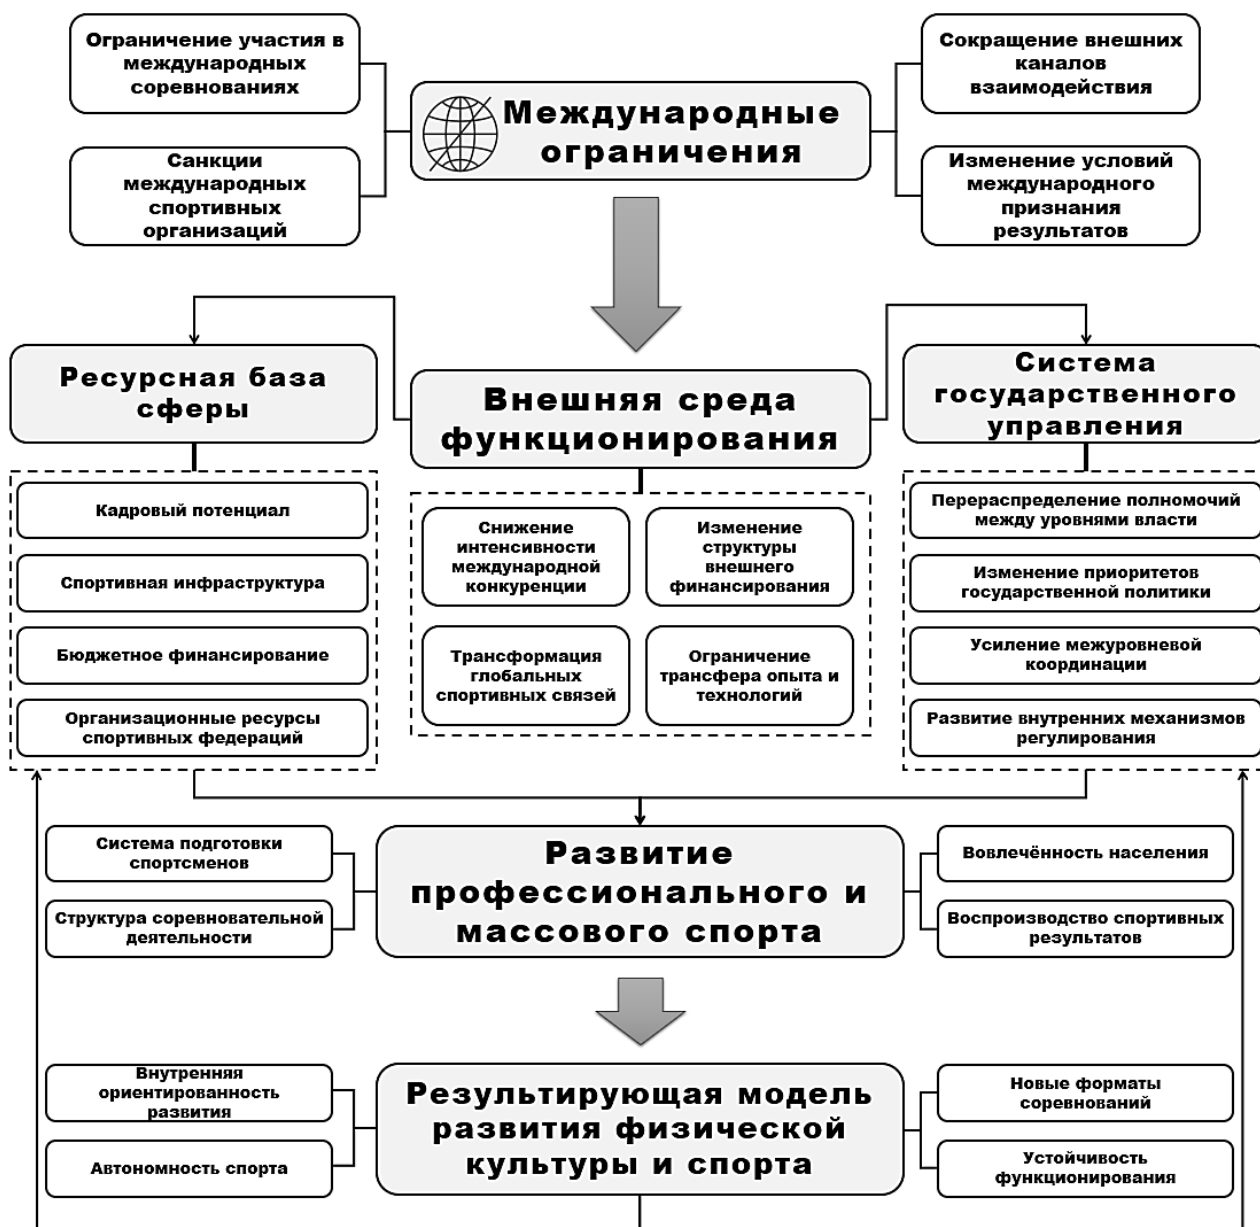 Ограничение участия в
международных
соревнованиях
Санкции
международных
спортивных
организаций
Международные
ограничения
Сокращение внешних
каналов
взаимодействия
Изменение условий
международного
признания
результатов
Ресурсная база
сферы
Кадровый потенциал
Спортивная инфраструктура
Бюджетное финансирование
Организационные ресурсы
спортивных федераций
Внешняя среда
функционирования
Снижение
интенсивности
международной
конкуренции
Изменение
структуры
внешнего
финансирования
Трансформация
глобальных
спортивных связей
Ограничение
трансфера опыта и
технологий
Система
государственного
управления
Перераспределение полномочий
между уровнями власти
Изменение приоритетов
государственной политики
Усиление межуровневой
координации
Развитие внутренних механизмов
регулирования
Система подготовки
спортсменов
Структура соревновательной
деятельности
Развитие
профессионального и
массового спорта
Вовлечённость населения
Воспроизводство спортивных
результатов
Внутренняя
ориентированность
развития
Автономность спорта
Результирующая модель
развития физической
культуры и спорта
Новые форматы
соревнований
Устойчивость
функционирования